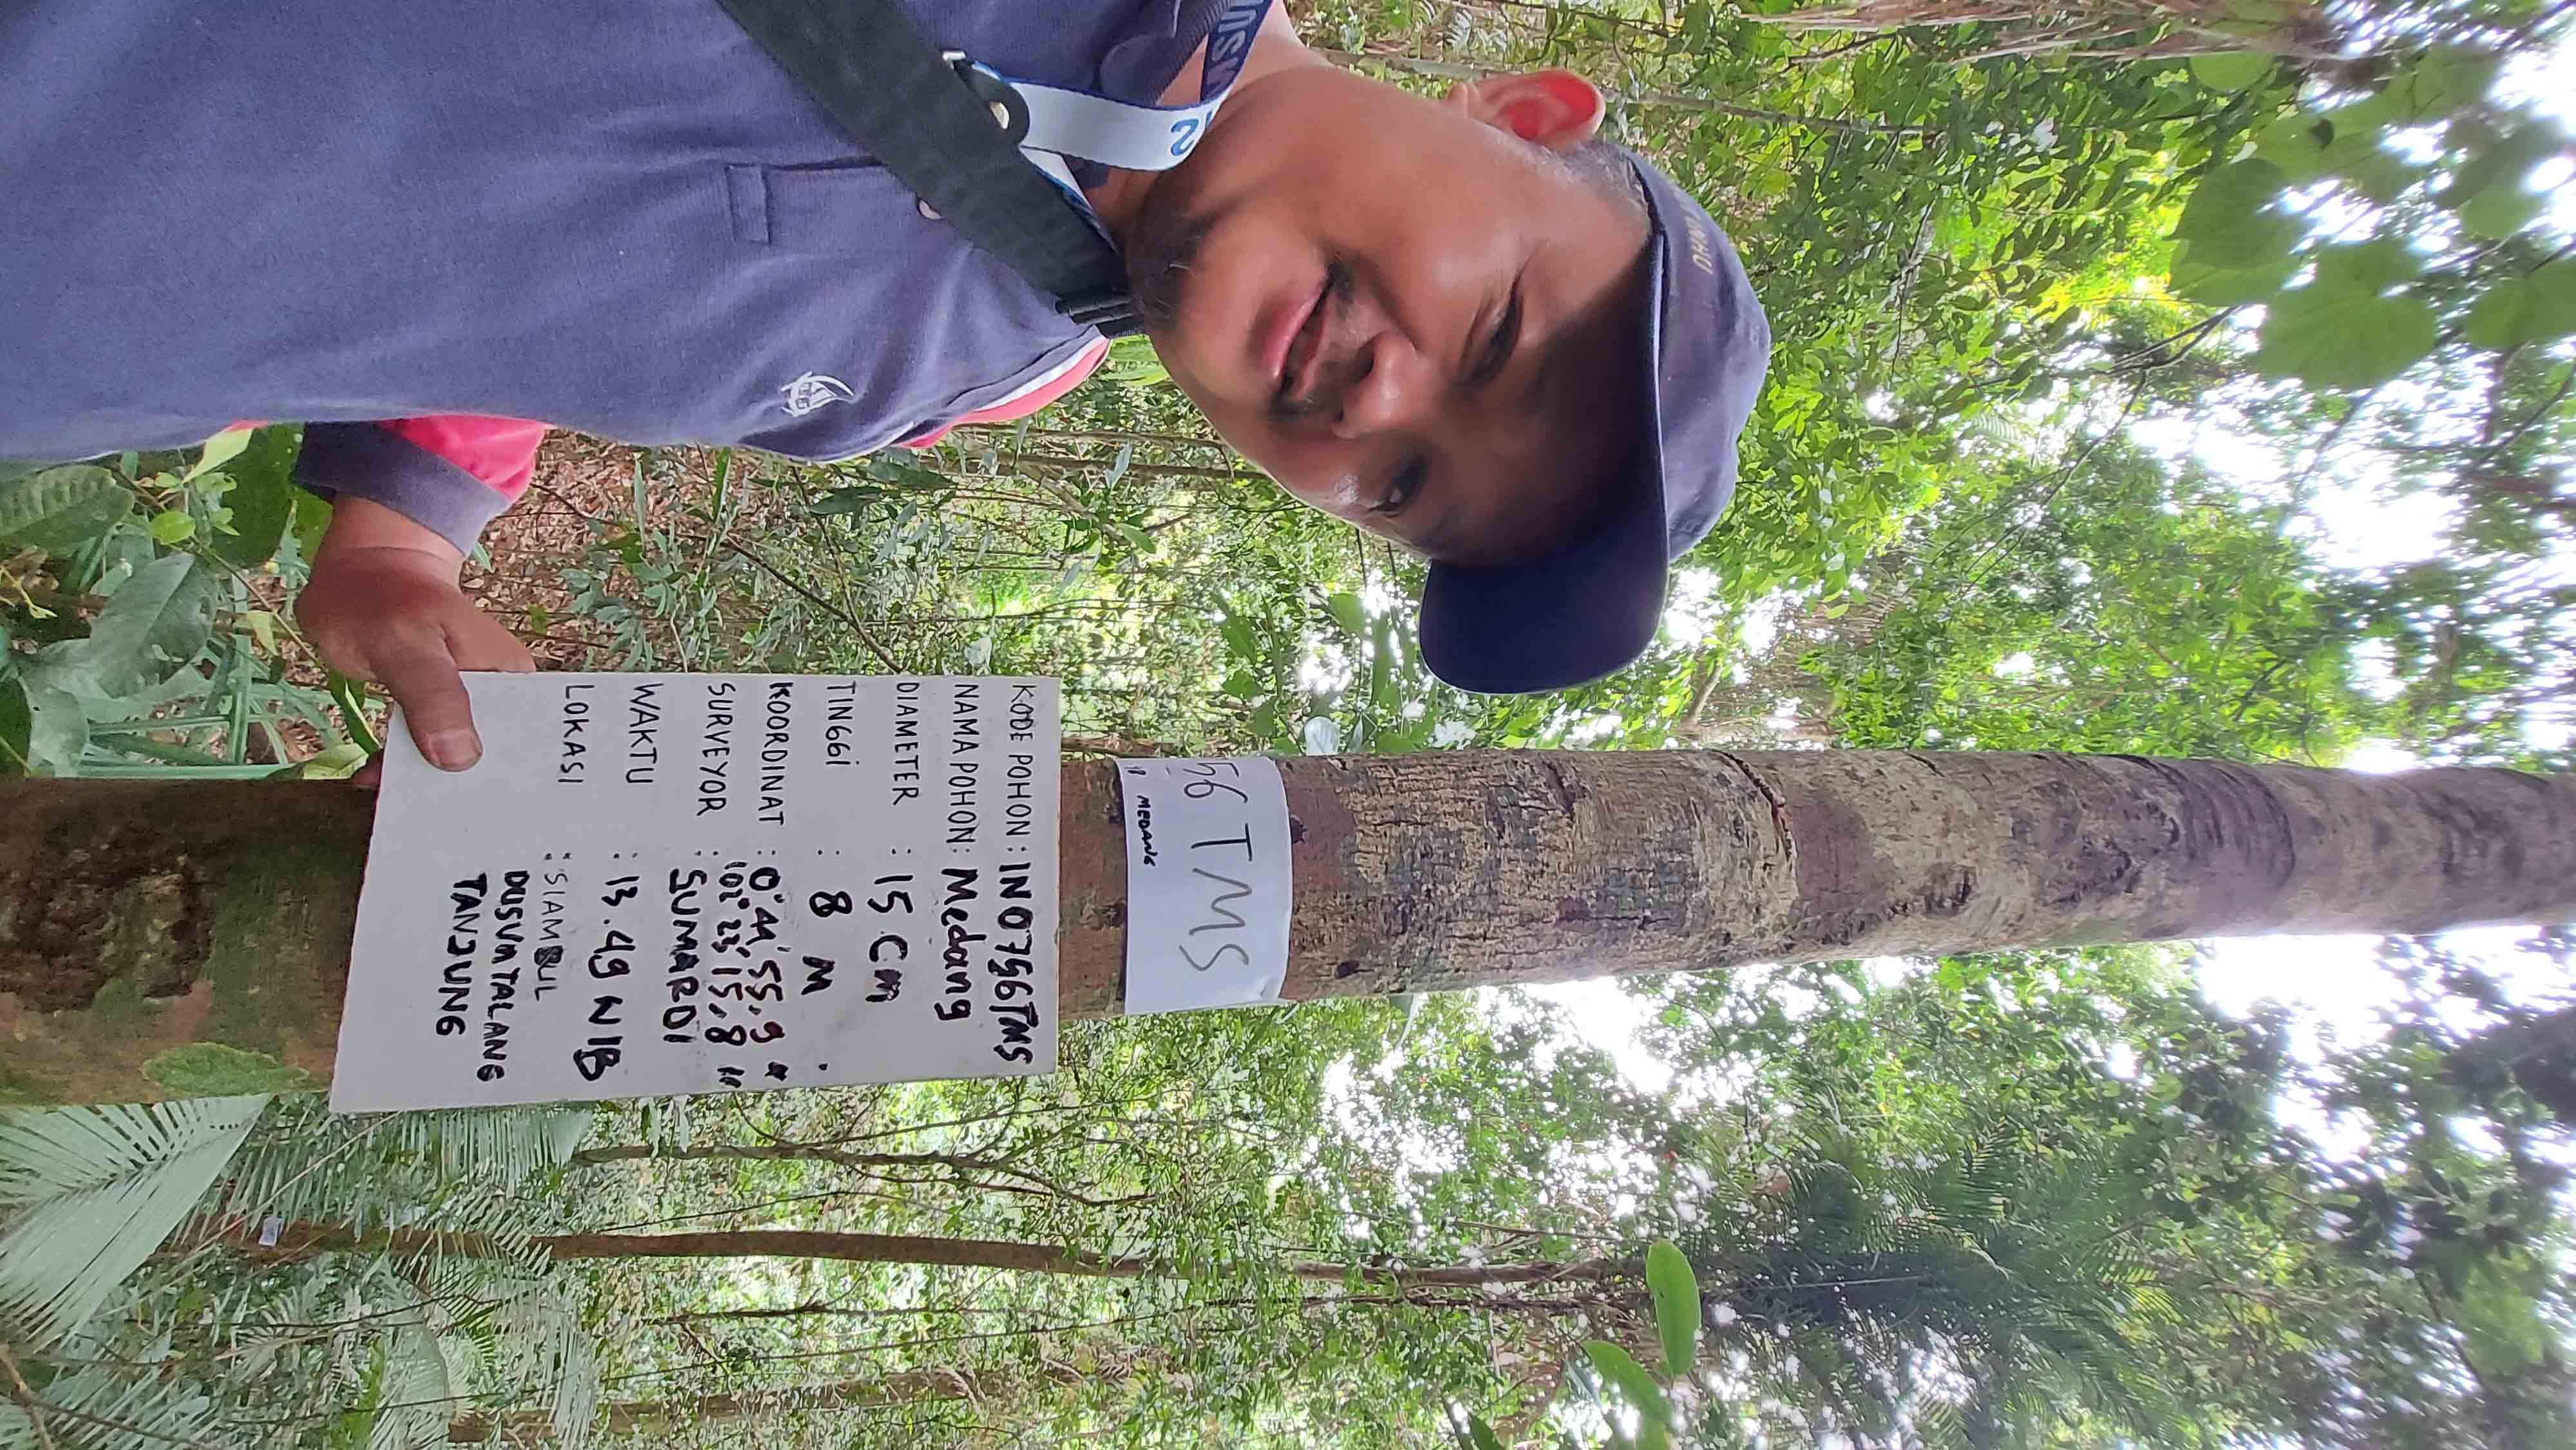 56 TMS
MEDANG
KODE POHON : IN0756TMS
NAMA POHON : Medang
DIAMETER : 15 Cm
TINGGi : 8 M
KOORDINAT : 0°41'55.9"
102°23'15.8"
SURVEYOR : SUMARDI
WAKTU : 13.49 WIB
LOKASI : SIAMBUL
DUSUN TALANG
TANJUNG